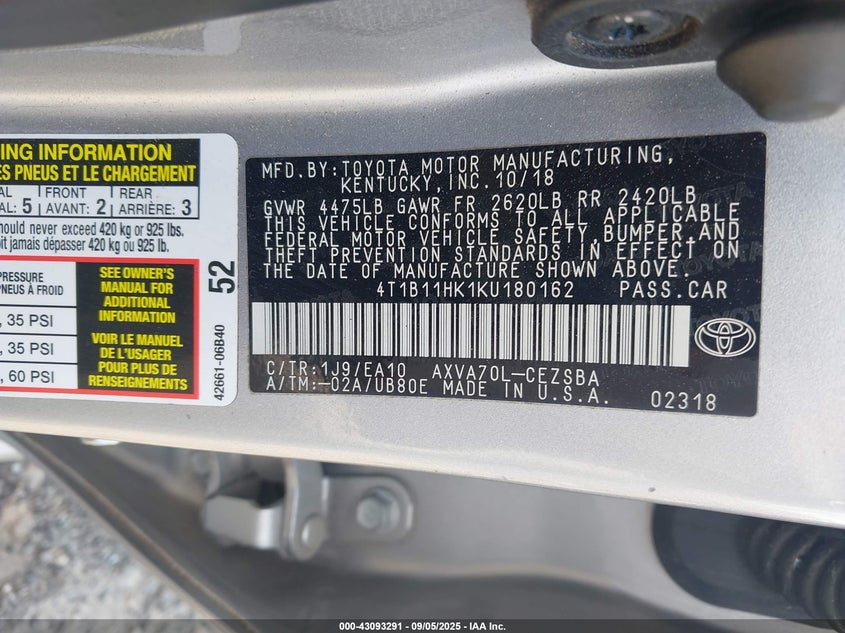 ING INFORMATION
ES PNEUS ET LE CHARGEMENT
AL FRONT REAR
AL: 5 AVANT: 2 ARRIÈRE: 3
hould never exceed 420 kg or 925 lbs.
oit jamais dépasser 420 kg ou 925 lb.
PRESSURE
PNEUS À FROID
, 35 PSI
, 35 PSI
, 60 PSI
SEE OWNER'S
MANUAL FOR
ADDITIONAL
INFORMATION
VOIR LE MANUEL
DE L'USAGER
POUR PLUS DE
RENSEIGNEMENTS
52
42661-06B40
MFD.BY:TOYOTA MOTOR MANUFACTURING,
KENTUCKY, INC. 10/18
GVWR 4475LB GAWR FR 2620LB RR 2420LB
THIS VEHICLE CONFORMS TO ALL APPLICABLE
FEDERAL MOTOR VEHICLE SAFETY, BUMPER AND
THEFT PREVENTION STANDARDS IN EFFECT ON
THE DATE OF MANUFACTURE SHOWN ABOVE.
4T1B11HK1KU180162 PASS.CAR
C/TR:1J9/EA10 AXVA70L-CEZSBA
A/TM:-02A/UB80E MADE IN U.S.A.
02318
000-43093291 - 09/05/2025 - IAA Inc.